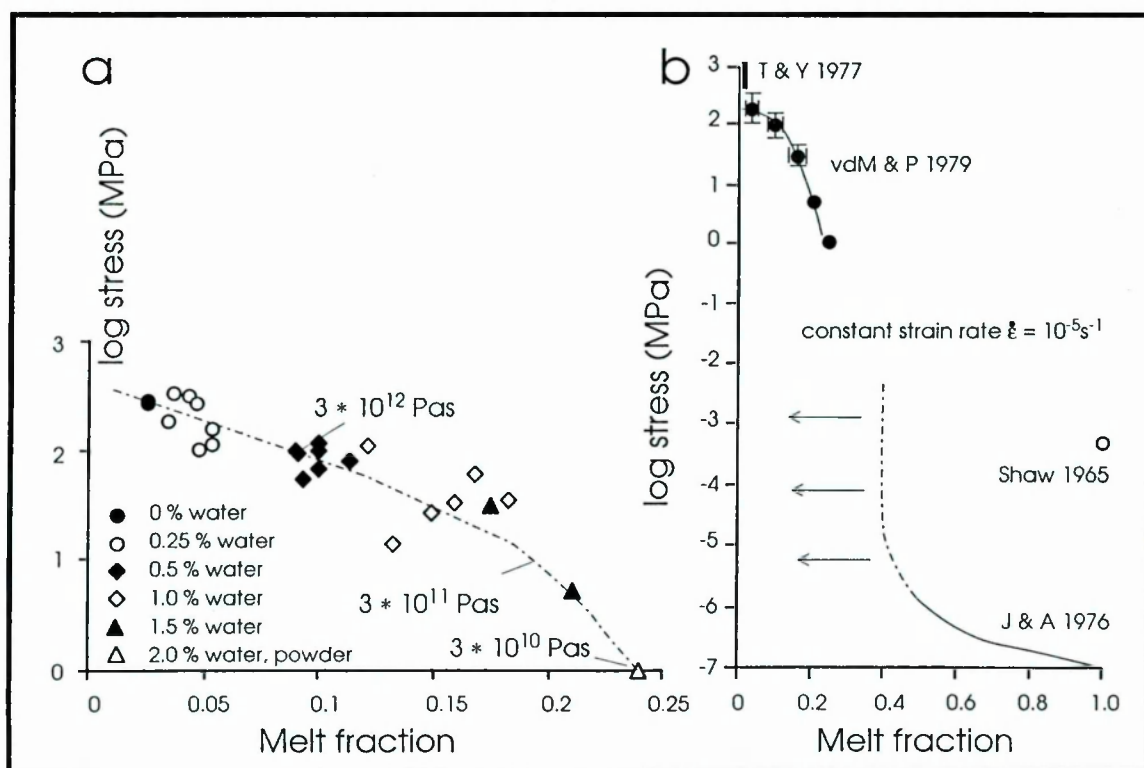 a
log stress (MPa)
3
2
1
0
3 * 10¹² Pas
0 % water
0.25 % water
0.5 % water
1.0 % water
1.5 % water
2.0 % water, powder
3 * 10¹¹ Pas
3 * 10¹⁰ Pas
0 0.05 0.1 0.15 0.2 0.25
Melt fraction
b
log stress (MPa)
3
2
1
0
-1
-2
-3
-4
-5
-6
-7
T & Y 1977
vdM & P 1979
constant strain rate ε̇ = 10⁻⁵s⁻¹
Shaw 1965
J & A 1976
0 0.2 0.4 0.6 0.8 1.0
Melt fraction